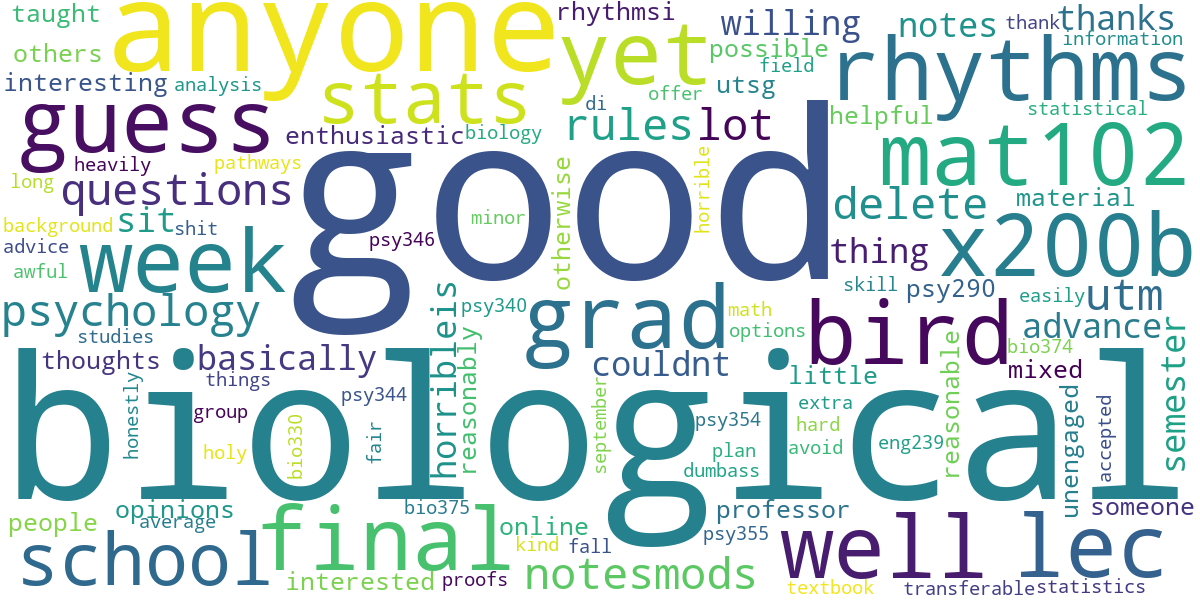 taught
anyone
rhythmsi
willing
notes
thank
thanks
others
yet
possible
information
interesting
analysis
stats
field
utsg
rhythms
guess
offer
di
enthusiastic
biology
rules
lot
helpful
statistical
heavily
pathways
good
mat102
long
questions
otherwise
horrible
delete
material
background
sit
shit
minor
x200b
advice
week
psy346
thing
awful
skill
psy290
easily
utm
psychology
horribleis
psy340
grad
math
bird
advance
studies
reasonably
options
reasonable
bio374
semester
thoughts
basically
couldnt
mixed
things
honestly
psy344
little
biological
group
september
psy354
extra
unengaged
accepted
holy
bio330
fair
plan
hard
avoid
eng239
dumbass
people
opinions
average
bio375
final
online
professor
someone
school
kind
fall
psy355
well
lec
interested
proofs
notesmods
textbook
transferable
statistics